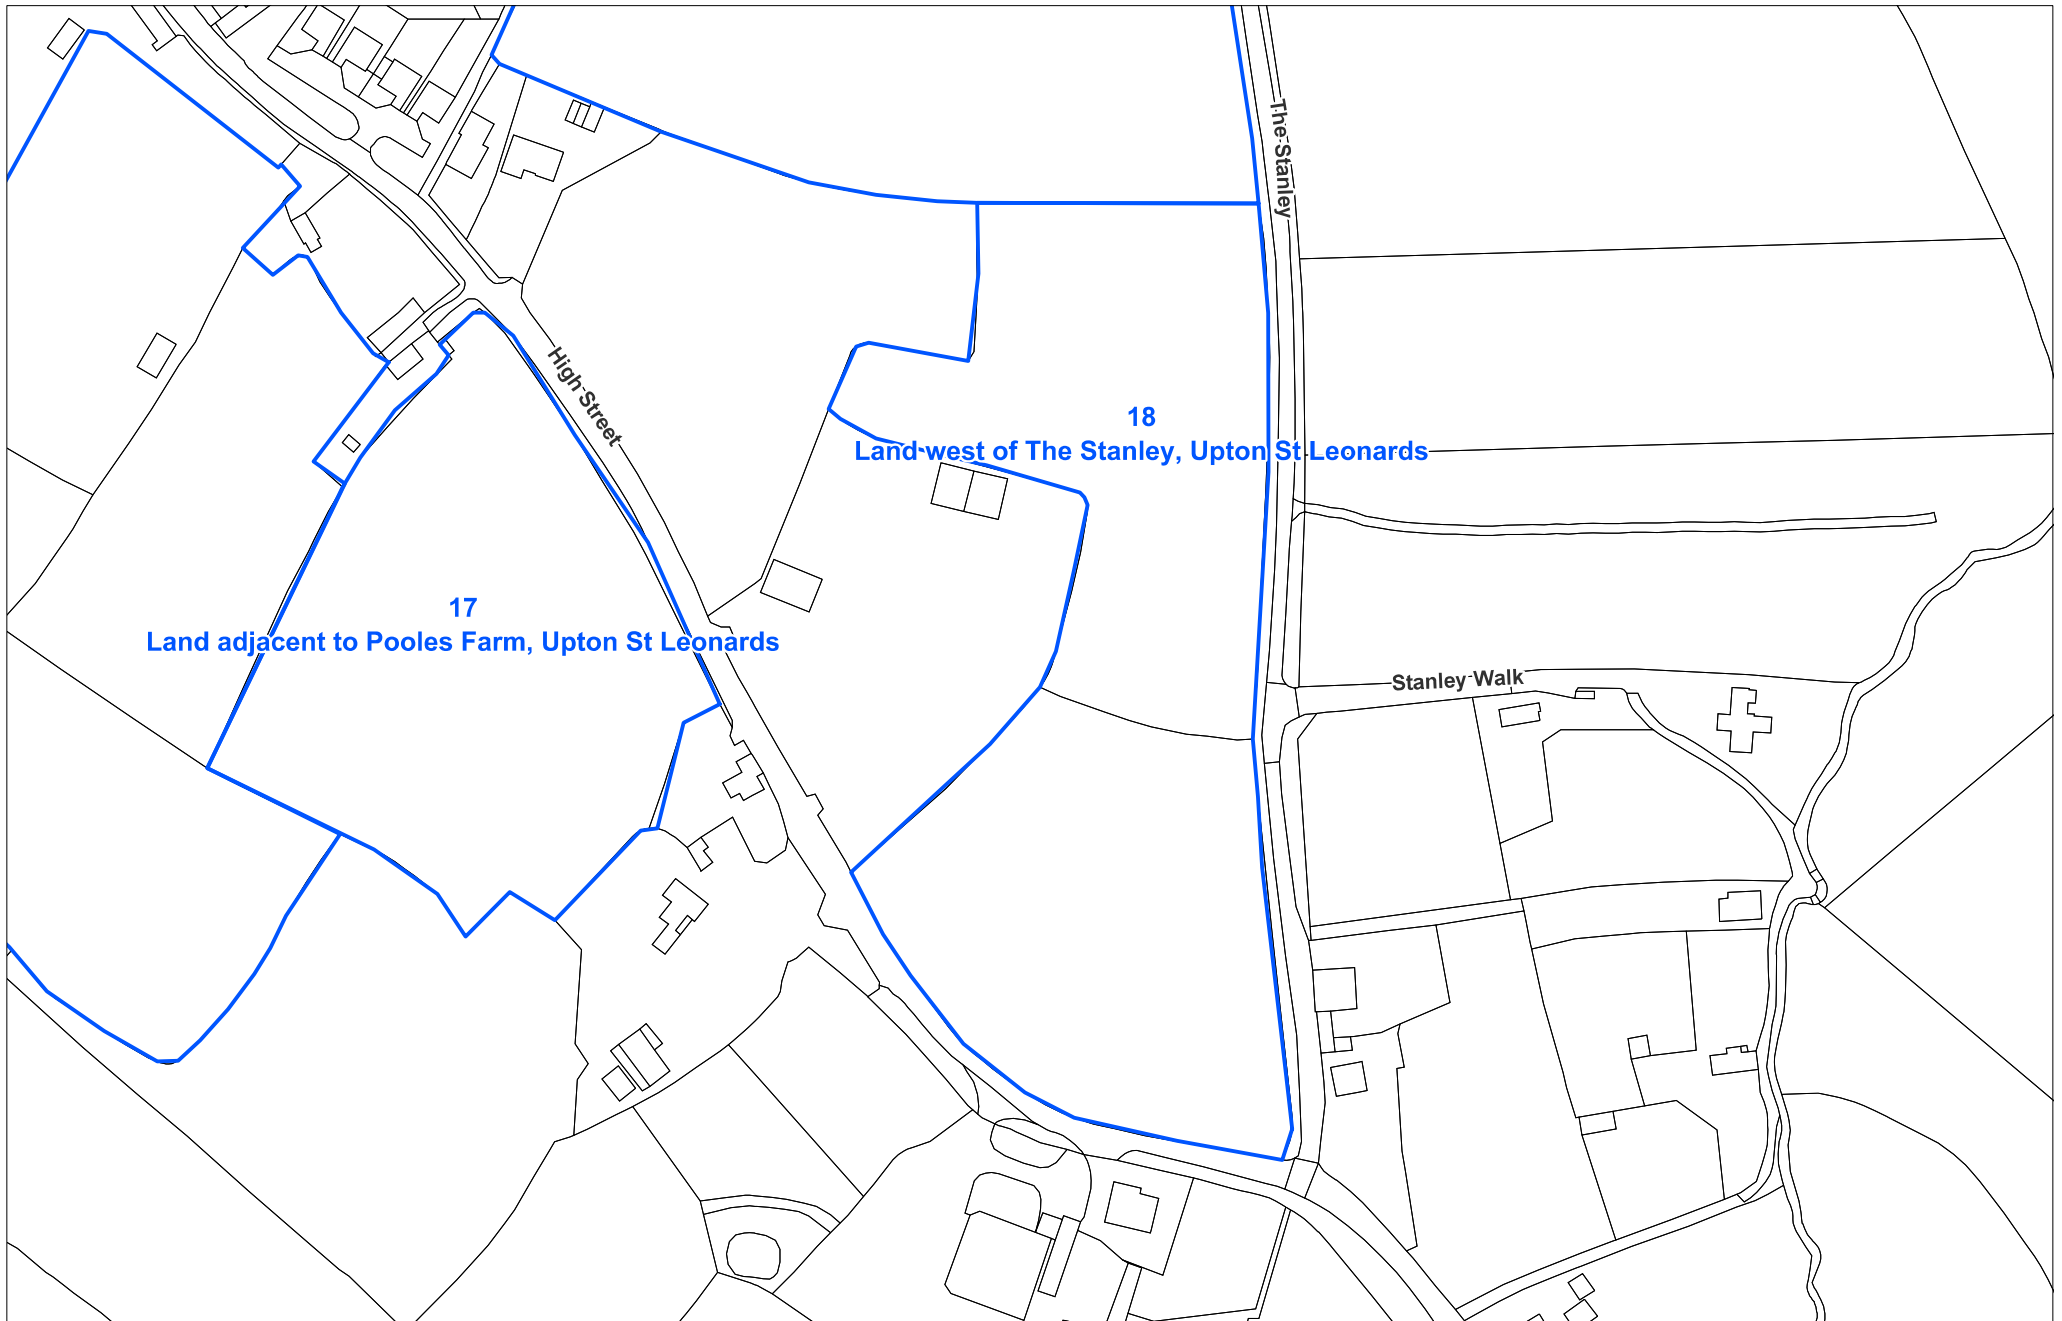 The Stanley
High Street
18
Land west of The Stanley, Upton St Leonards
17
Land adjacent to Pooles Farm, Upton St Leonards
Stanley Walk